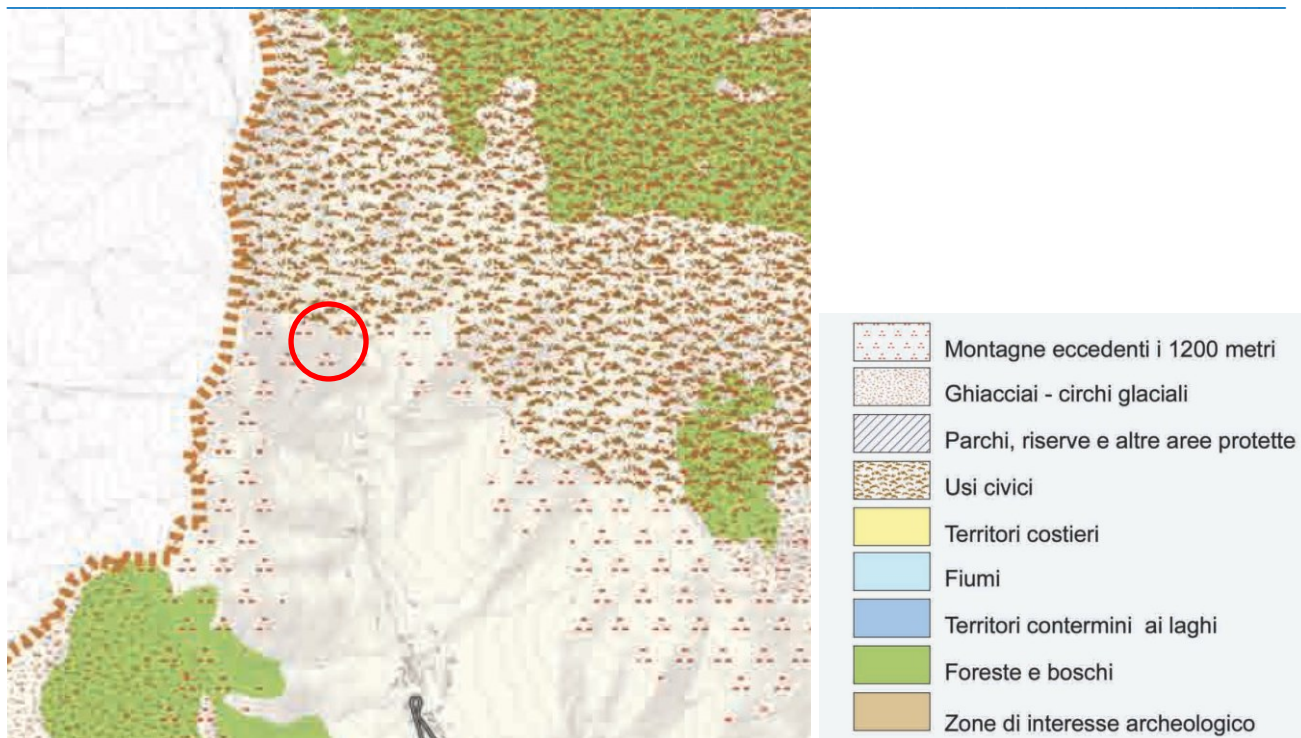 Montagne eccedenti i 1200 metri
Ghiacciai - circhi glaciali
Parchi, riserve e altre aree protette
Usi civici
Territori costieri
Fiumi
Territori contermini ai laghi
Foreste e boschi
Zone di interesse archeologico